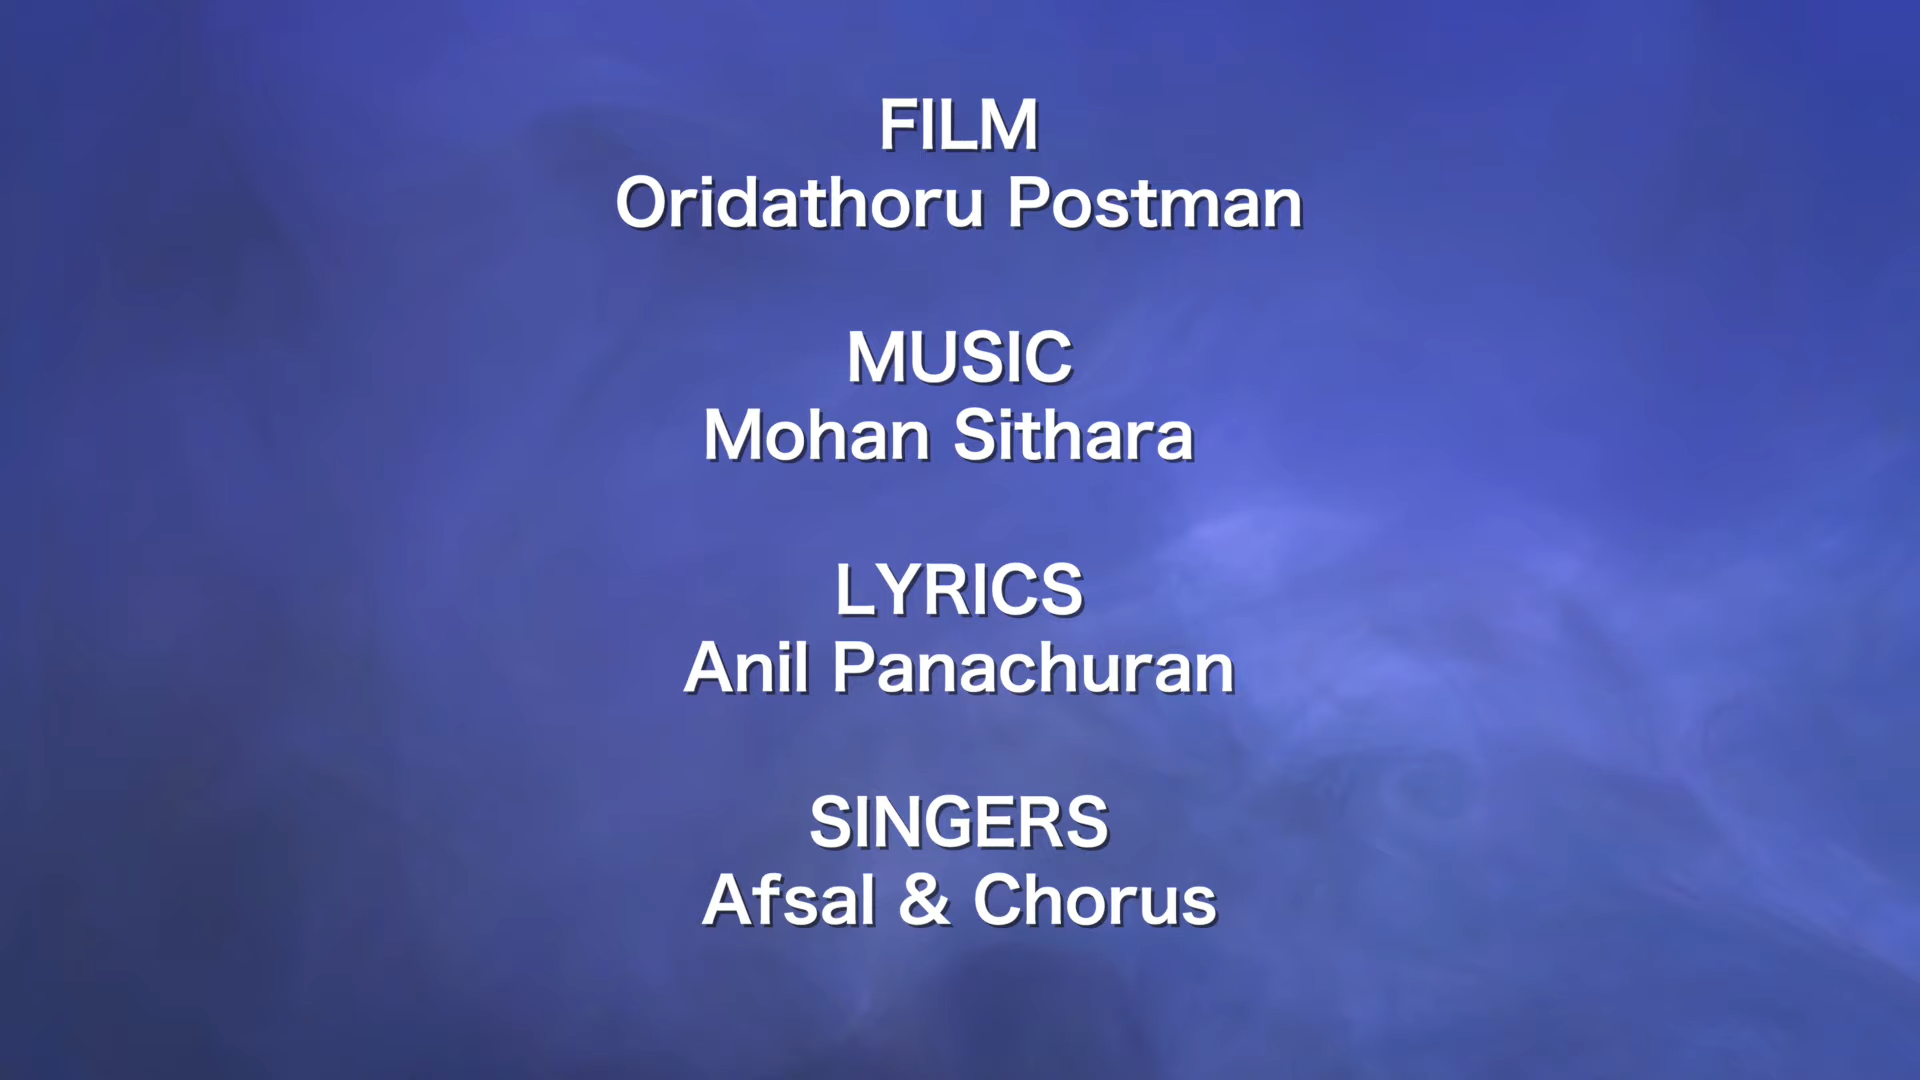 FILM
Oridathoru Postman
MUSIC
Mohan Sithara
LYRICS
Anil Panachuran
SINGERS
Afsal & Chorus